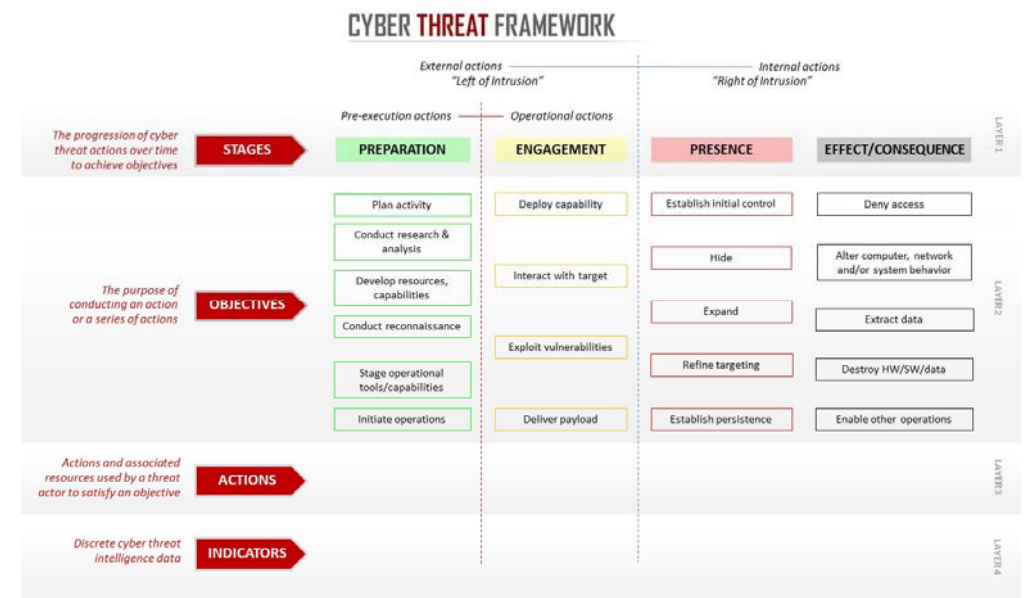 CYBER THREAT FRAMEWORK
External actions
"Left of Intrusion"
Internal actions
"Right of Intrusion"
Pre-execution actions
Operational actions
The progression of cyber
threat actions over time
to achieve objectives
STAGES
PREPARATION
ENGAGEMENT
PRESENCE
EFFECT/CONSEQUENCE
LAYER 1
The purpose of
conducting an action
or a series of actions
OBJECTIVES
Plan activity
Conduct research &
analysis
Develop resources,
capabilities
Conduct reconnaissance
Stage operational
tools/capabilities
Initiate operations
Deploy capability
Interact with target
Exploit vulnerabilities
Deliver payload
Establish initial control
Hide
Expand
Refine targeting
Establish persistence
Deny access
Alter computer, network
and/or system behavior
Extract data
Destroy HW/SW/data
Enable other operations
LAYER2
Actions and associated
resources used by a threat
actor to satisfy an objective
ACTIONS
LAYER3
Discrete cyber threat
intelligence data
INDICATORS
LAYER4